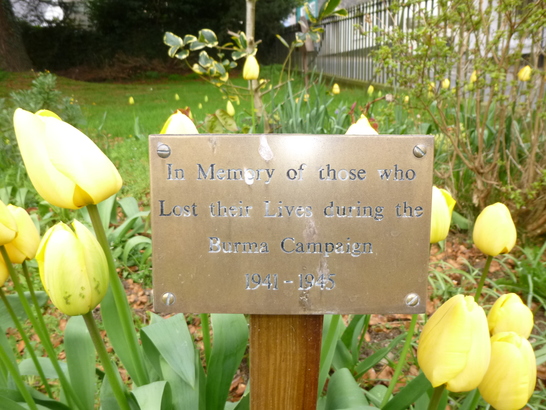 In Memory of those who
Lost their Lives during the
Burma Campaign
1941 - 1945